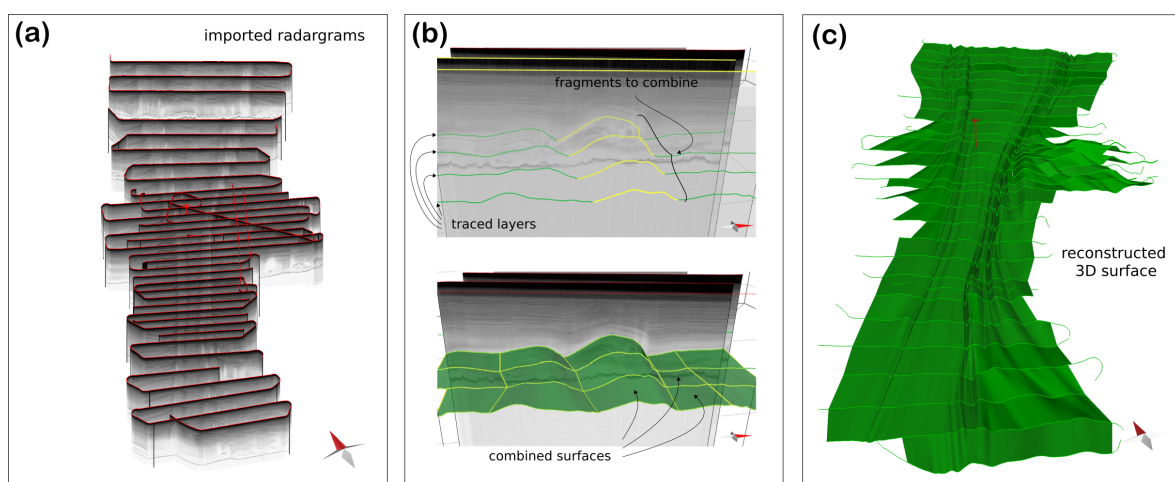 (a)
imported radargrams
(b)
fragments to combine
traced layers
combined surfaces
(c)
reconstructed
3D surface